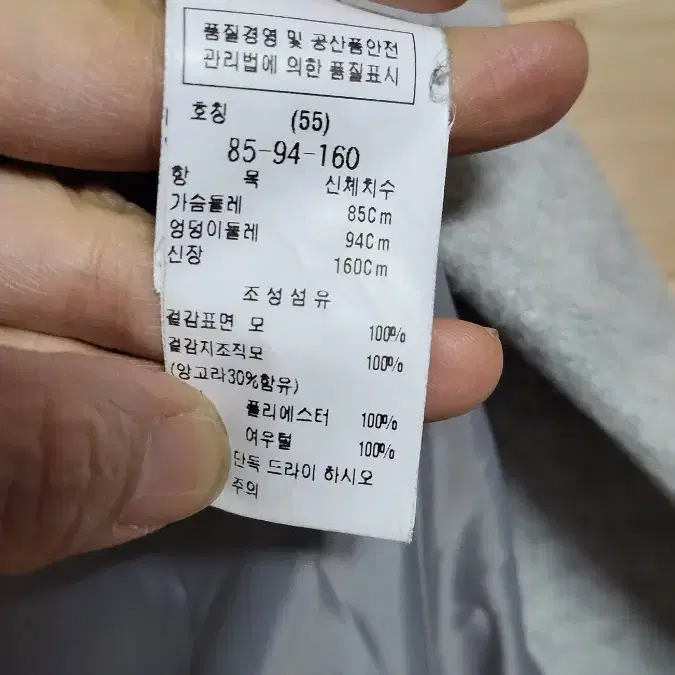 품질경영 및 공산품안전
관리법에 의한 품질표시
호칭 (55)
85-94-160
항 목 신체치수
가슴둘레 85Cm
엉덩이둘레 94Cm
신장 160Cm
조성섬유
겉감표면 모 100%
겉감지조직모 100%
(앙고라30%함유)
폴리에스터 100%
여우털 100%
단독 드라이 하시오
주의